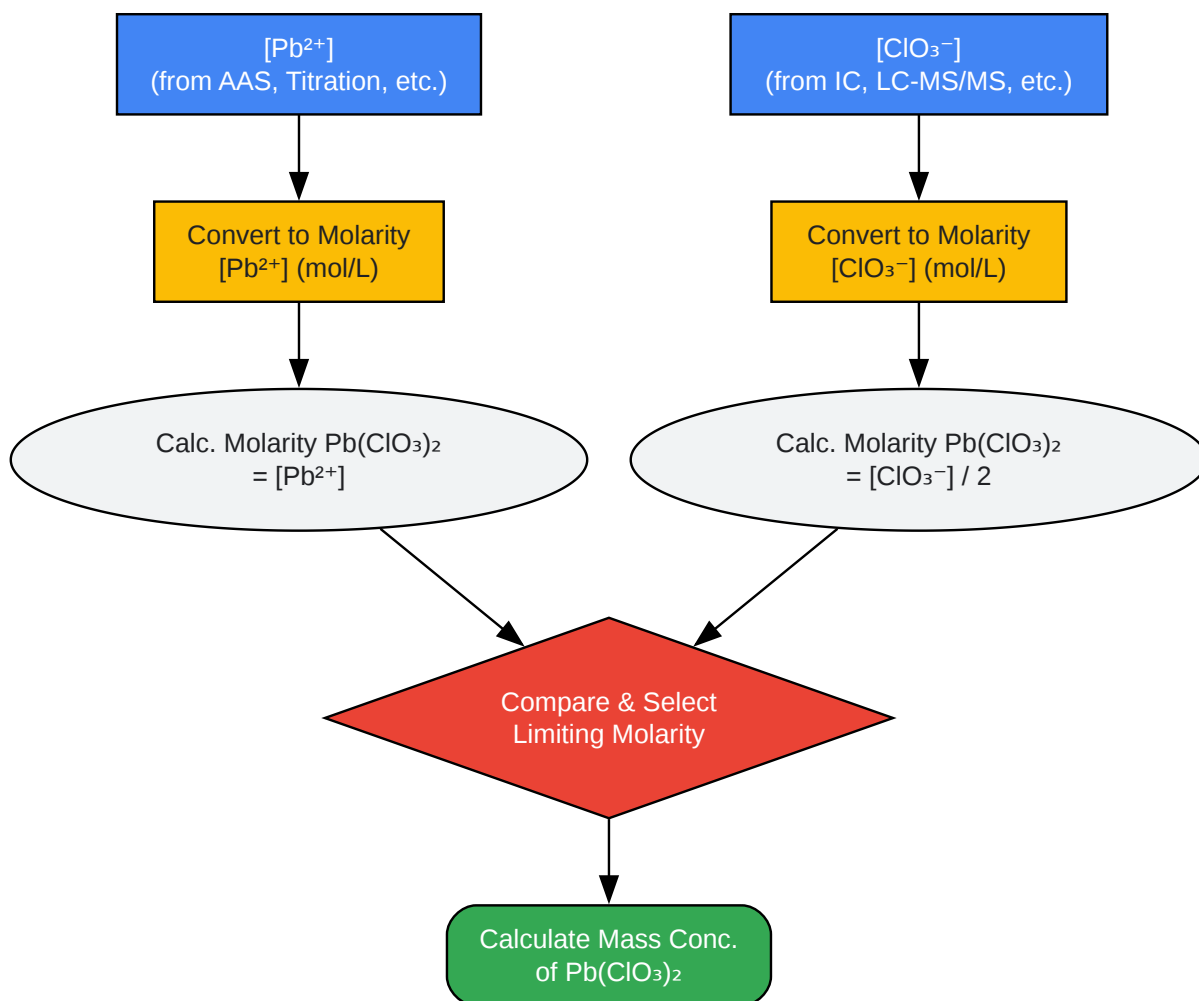 [Pb²⁺]
(from AAS, Titration, etc.)
[ClO₃⁻]
(from IC, LC-MS/MS, etc.)
Convert to Molarity
[Pb²⁺] (mol/L)
Convert to Molarity
[ClO₃⁻] (mol/L)
Calc. Molarity Pb(ClO₃)₂
= [Pb²⁺]
Calc. Molarity Pb(ClO₃)₂
= [ClO₃⁻] / 2
Compare & Select
Limiting Molarity
Calculate Mass Conc.
of Pb(ClO₃)₂